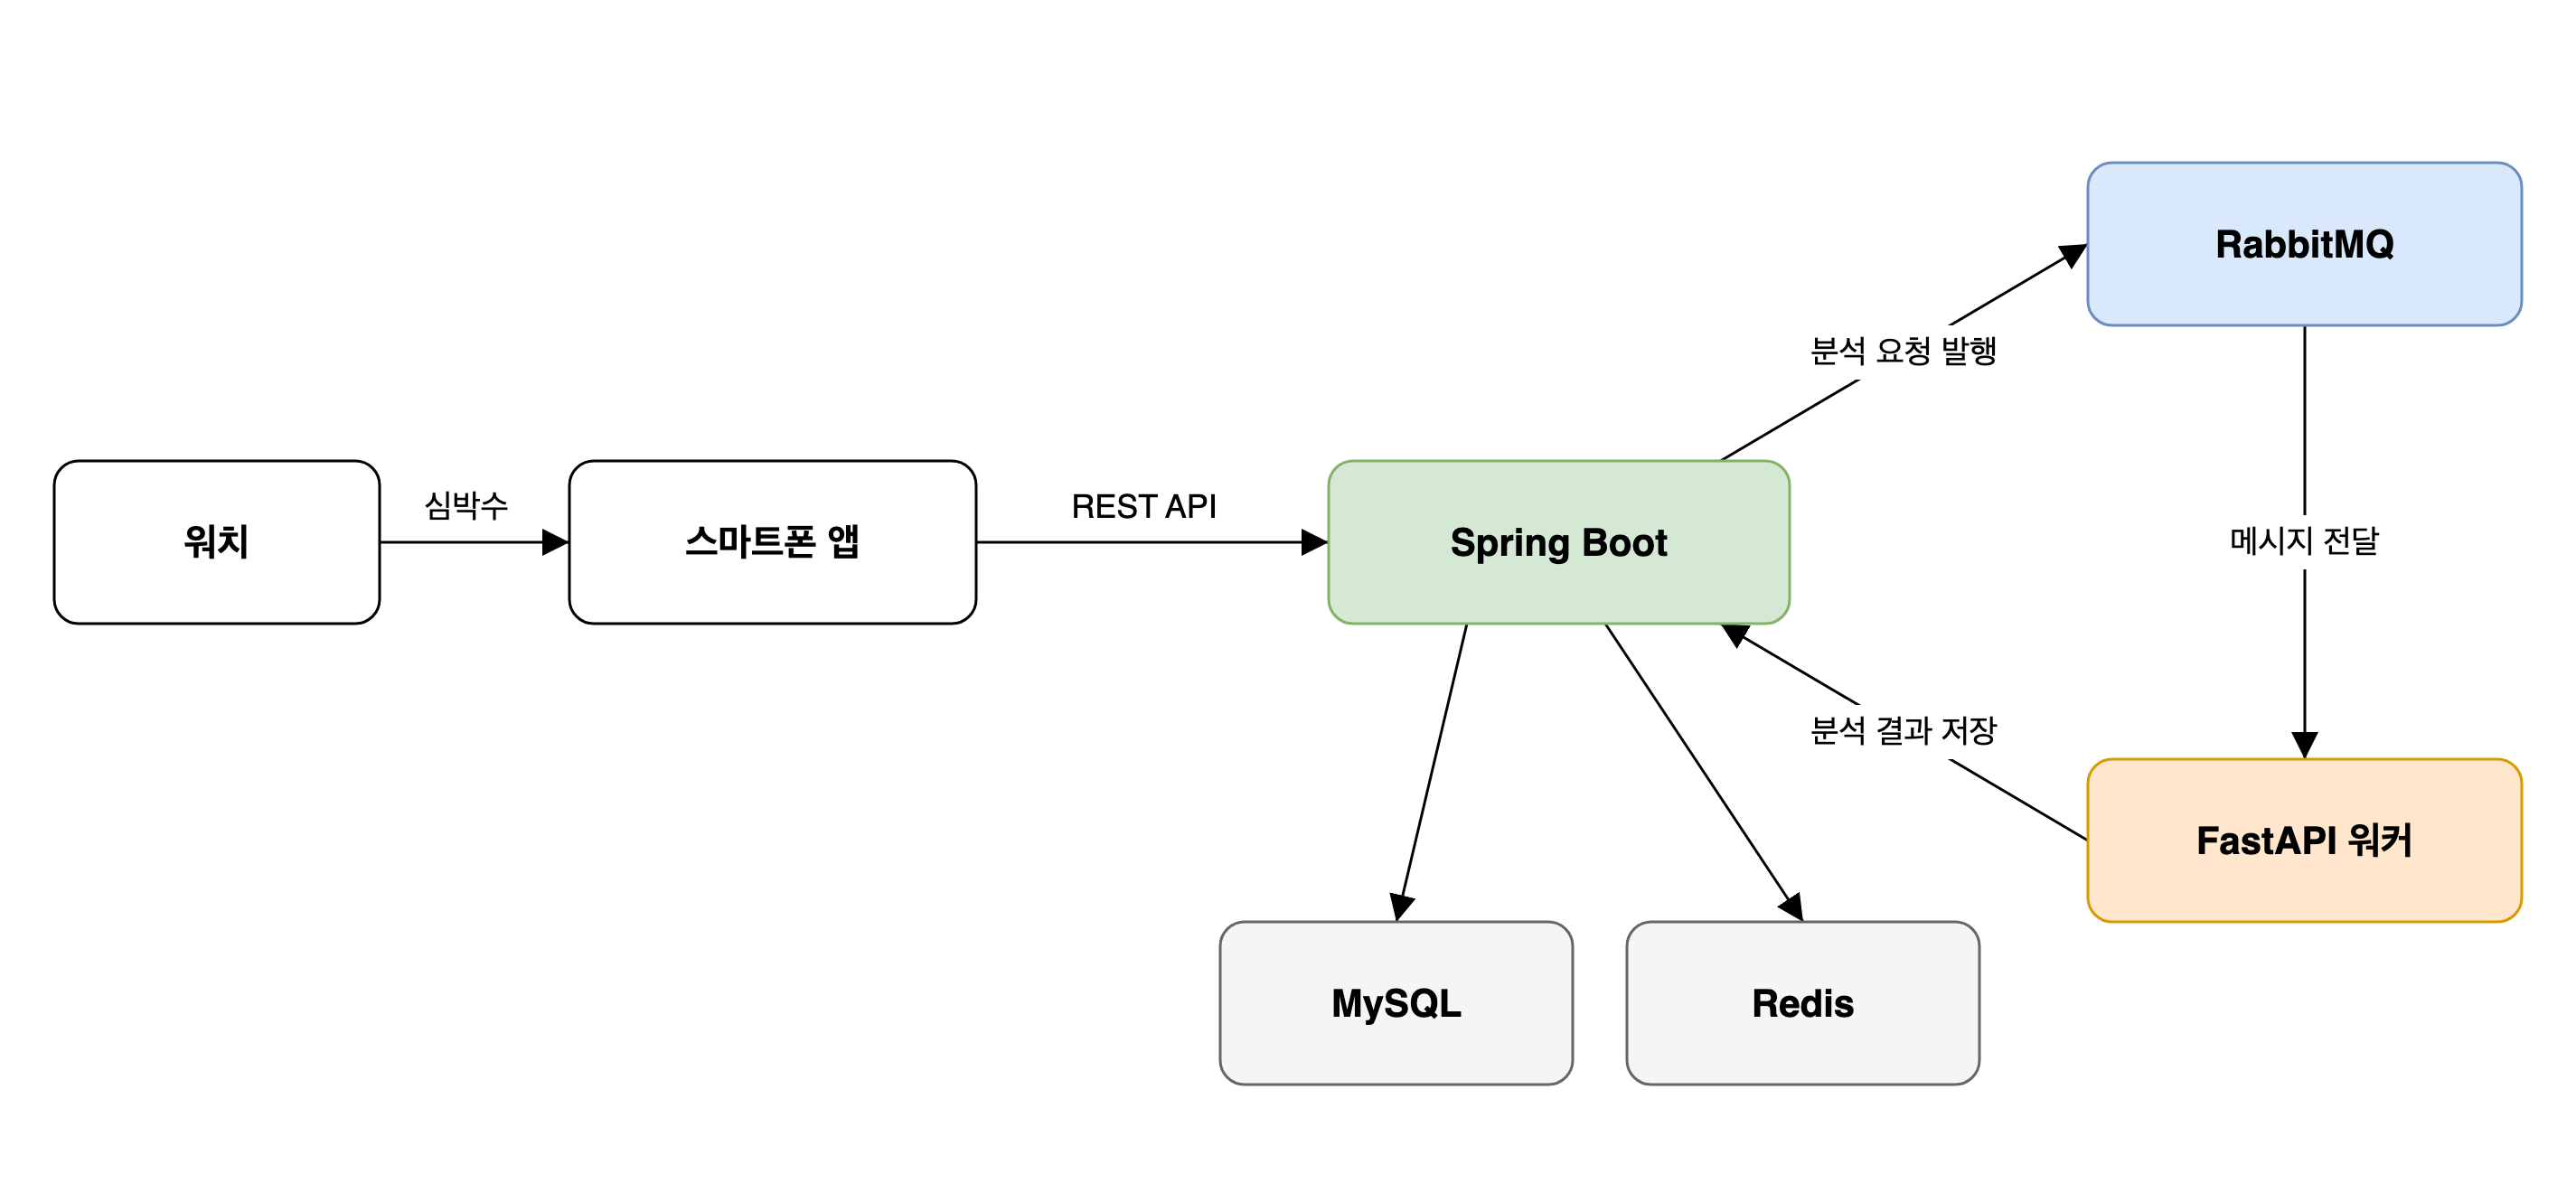 RabbitMQ
분석 요청 발행
워치
심박수
스마트폰 앱
REST API
Spring Boot
메시지 전달
분석 결과 저장
FastAPI 워커
MySQL
Redis